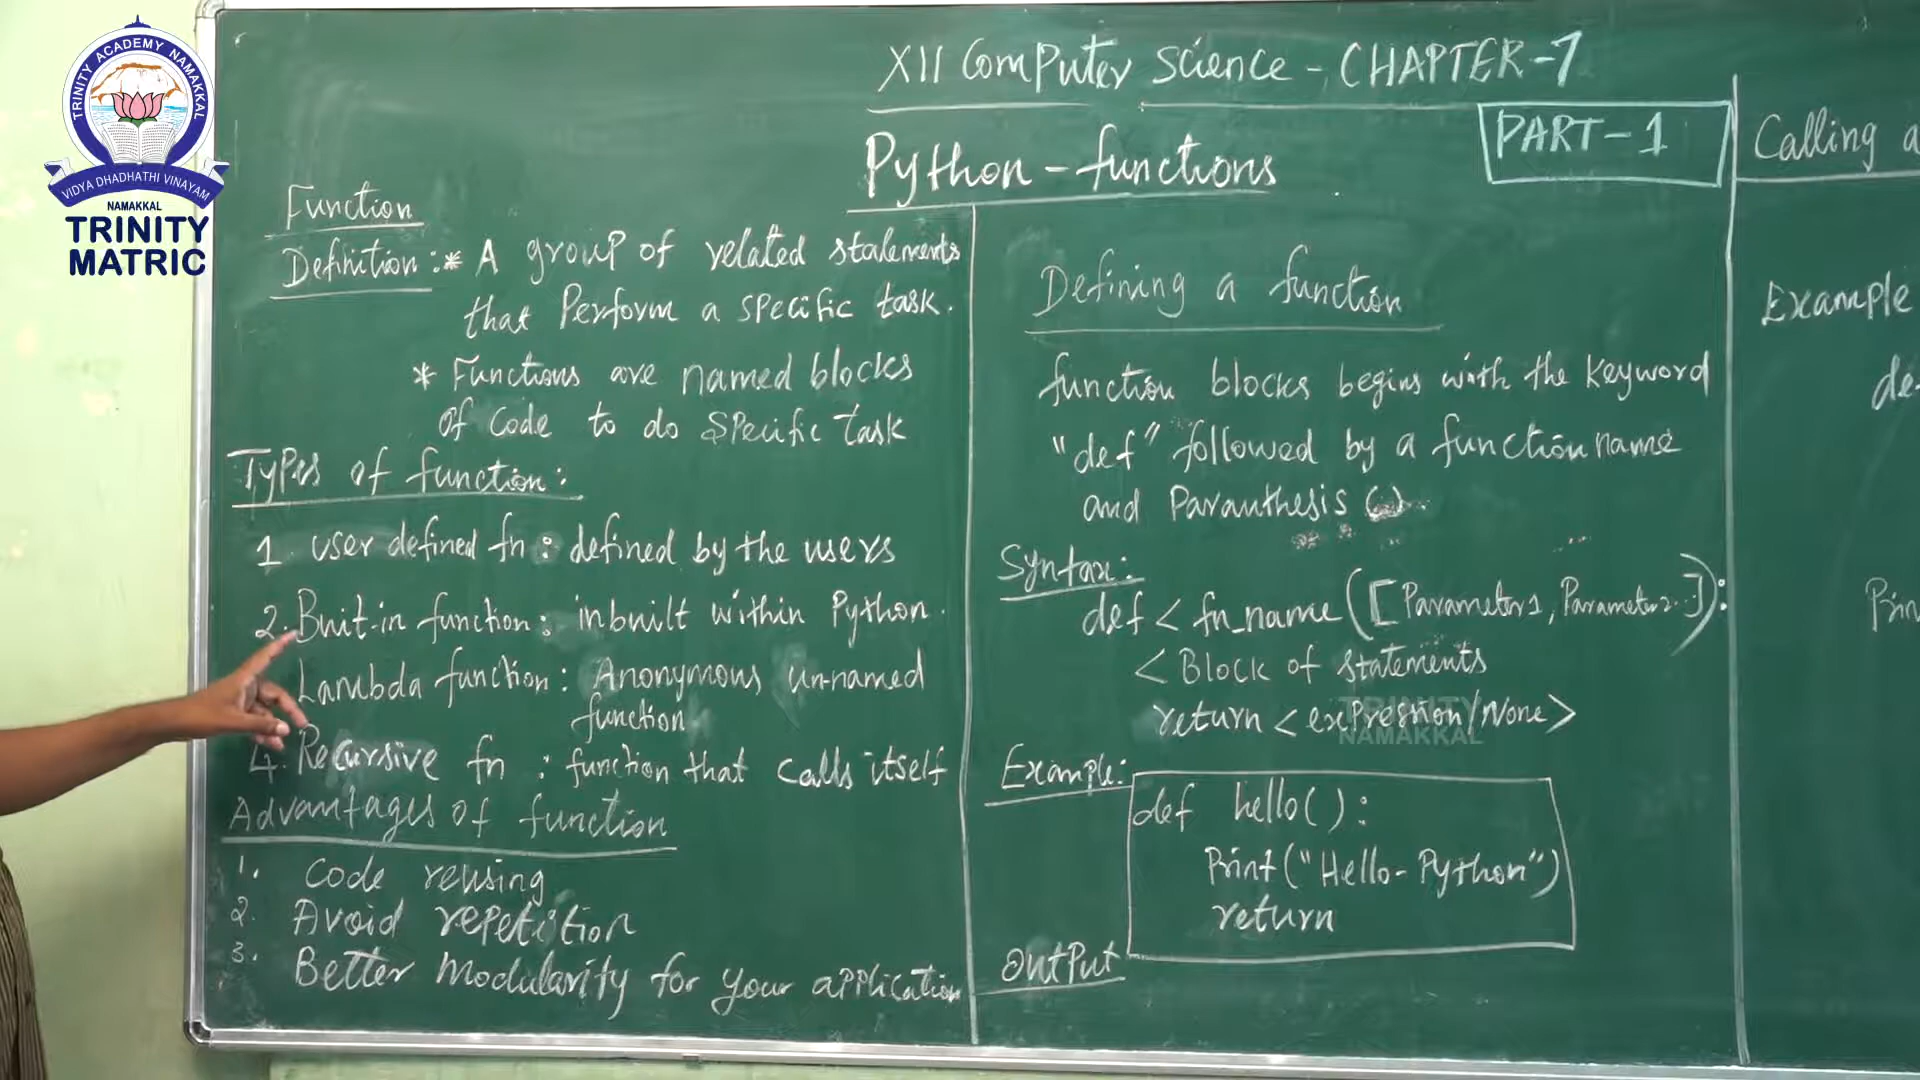 TRINITY ACADEMY NAMAKKAL
VIDYA DHADHATHI VINAYAM
NAMAKKAL
TRINITY
MATRIC
XII Computer Science - CHAPTER-7
PART-1
Python - functions
Function
Definition : * A group of related statements
that Perform a specific task.
* Functions are named blocks
of Code to do Specific task
Types of function :
1. user defined fn : defined by the users
2. Buit-in function : inbuilt within Python.
Lambda function : Anonymous un-named
function
4. Recursive fn : function that calls itself
Advantages of function
1. Code reusing
2. Avoid repetition
3. Better Modularity for your application
Defining a function
function blocks begins with the Keyword
"def" followed by a function name
and Paranthesis ( )
Syntax :
def < fn_name ([Parameter1, Parameter2..]) :
< Block of statements
return < expression/None >
TRINITY
NAMAKKAL
Example :
def hello( ) :
Print ("Hello - Python")
return
OutPut
Calling a
Example
de
Prin